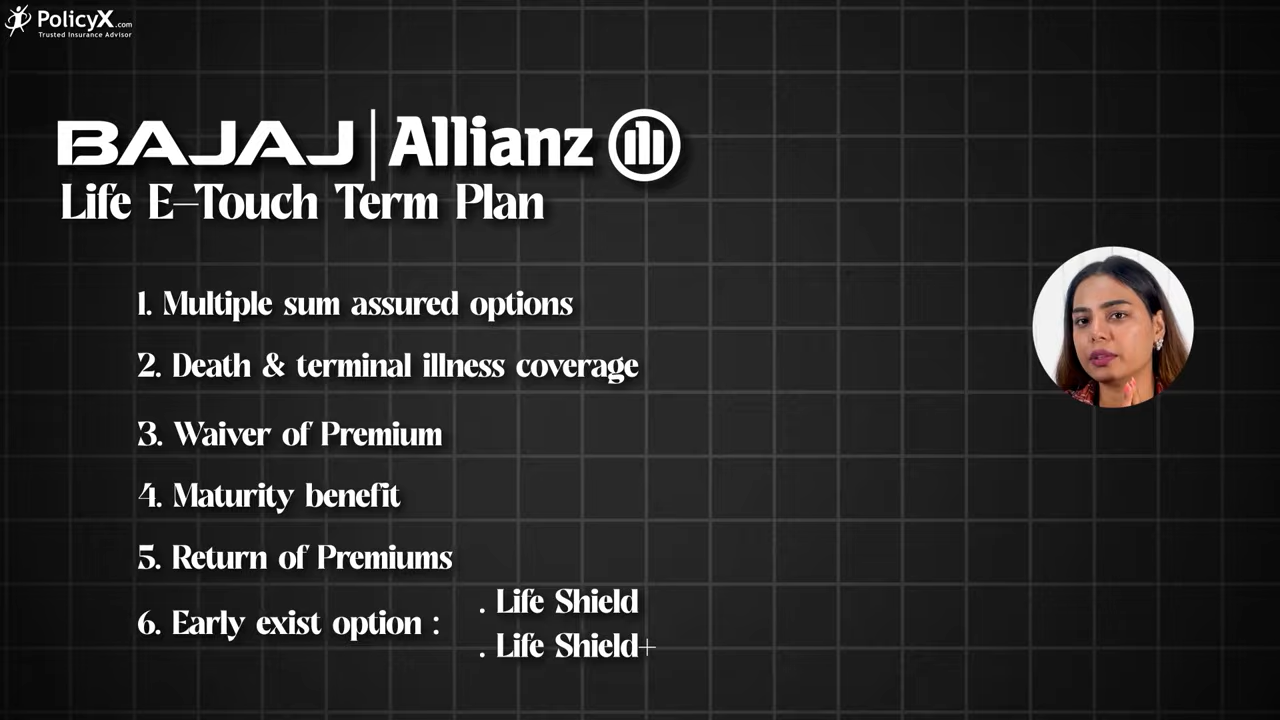 PolicyX.com
Trusted Insurance Advisor
BAJAJ | Allianz
Life E-Touch Term Plan
1. Multiple sum assured options
2. Death & terminal illness coverage
3. Waiver of Premium
4. Maturity benefit
5. Return of Premiums
6. Early exist option :
. Life Shield
. Life Shield+